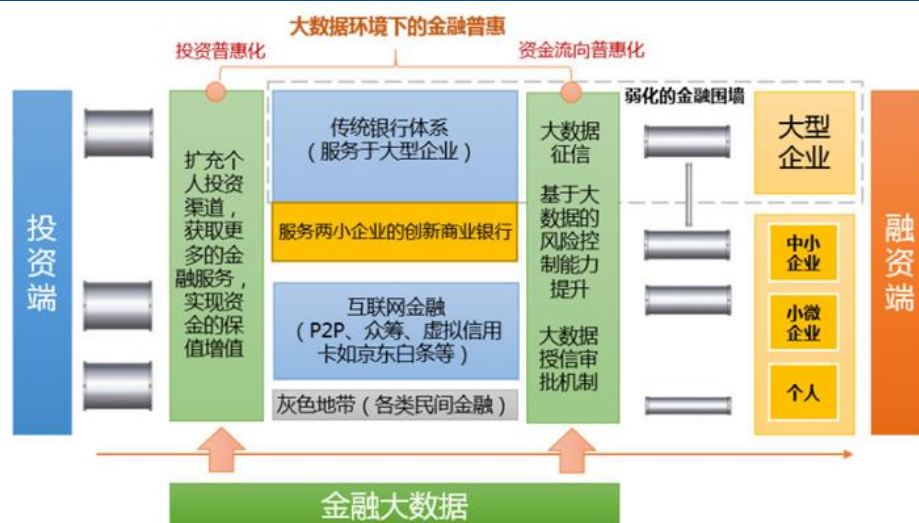 大数据环境下的金融普惠
投资普惠化
资金流向普惠化
投资端
扩充个
人投资
渠道，
获取更
多的金
融服务，
实现资
金的保
值增值
传统银行体系
（服务于大型企业）
服务两小企业的创新商业银行
互联网金融
（P2P、众筹、虚拟信用
卡如京东白条等）
灰色地带（各类民间金融）
大数据
征信
基于大
数据的
风险控
制能力
提升
大数据
授信审
批机制
弱化的金融围墙
大型
企业
中小
企业
小微
企业
个人
融资端
金融大数据